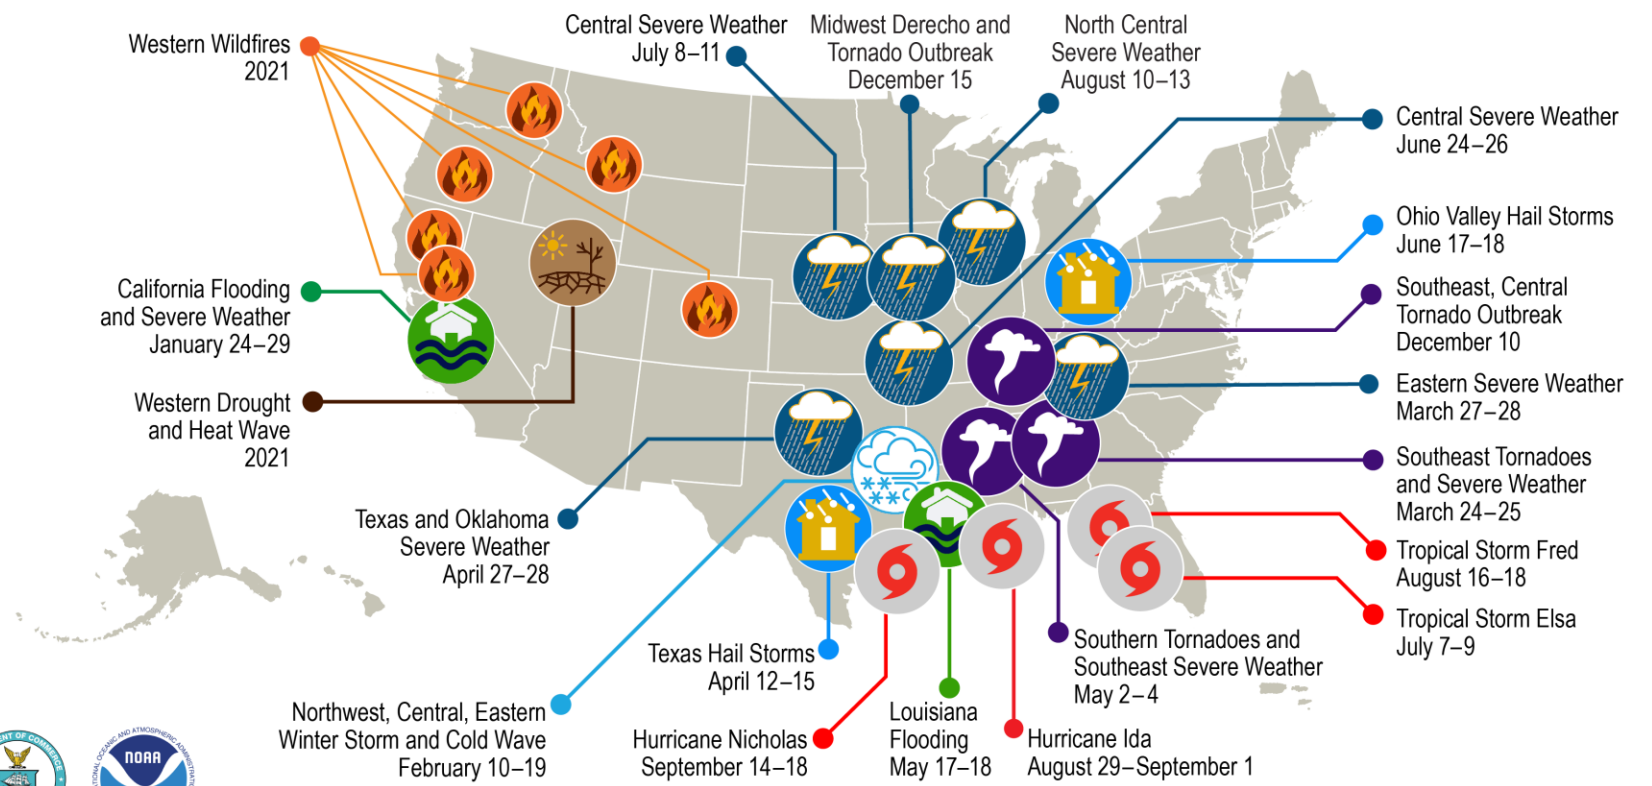 Western Wildfires
2021
Central Severe Weather
July 8–11
Midwest Derecho and
Tornado Outbreak
December 15
North Central
Severe Weather
August 10–13
Central Severe Weather
June 24–26
Ohio Valley Hail Storms
June 17–18
Southeast, Central
Tornado Outbreak
December 10
Eastern Severe Weather
March 27–28
Southeast Tornadoes
and Severe Weather
March 24–25
Tropical Storm Fred
August 16–18
Tropical Storm Elsa
July 7–9
California Flooding
and Severe Weather
January 24–29
Western Drought
and Heat Wave
2021
Texas and Oklahoma
Severe Weather
April 27–28
Texas Hail Storms
April 12–15
Southern Tornadoes and
Southeast Severe Weather
May 2–4
Northwest, Central, Eastern
Winter Storm and Cold Wave
February 10–19
Hurricane Nicholas
September 14–18
Louisiana
Flooding
May 17–18
Hurricane Ida
August 29–September 1
NOAA